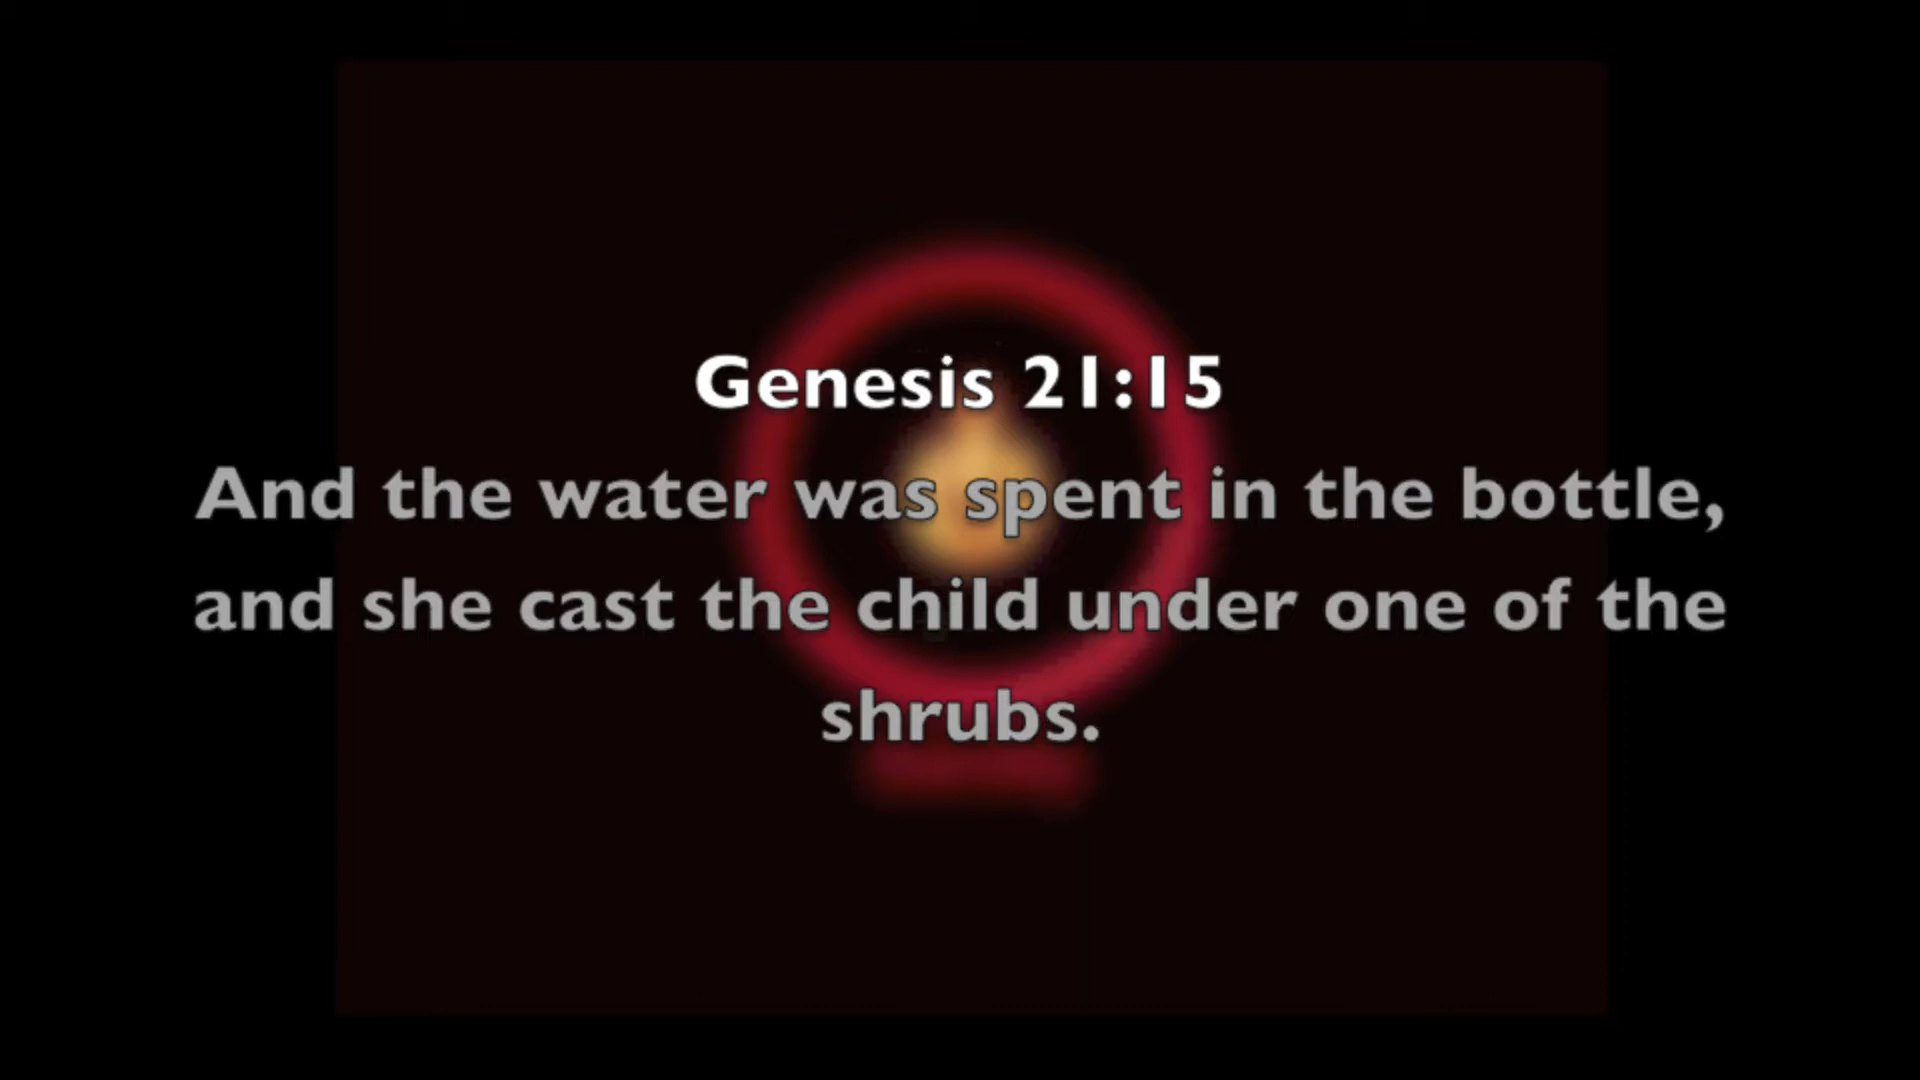 Genesis 21:15
And the water was spent in the bottle,
and she cast the child under one of the
shrubs.